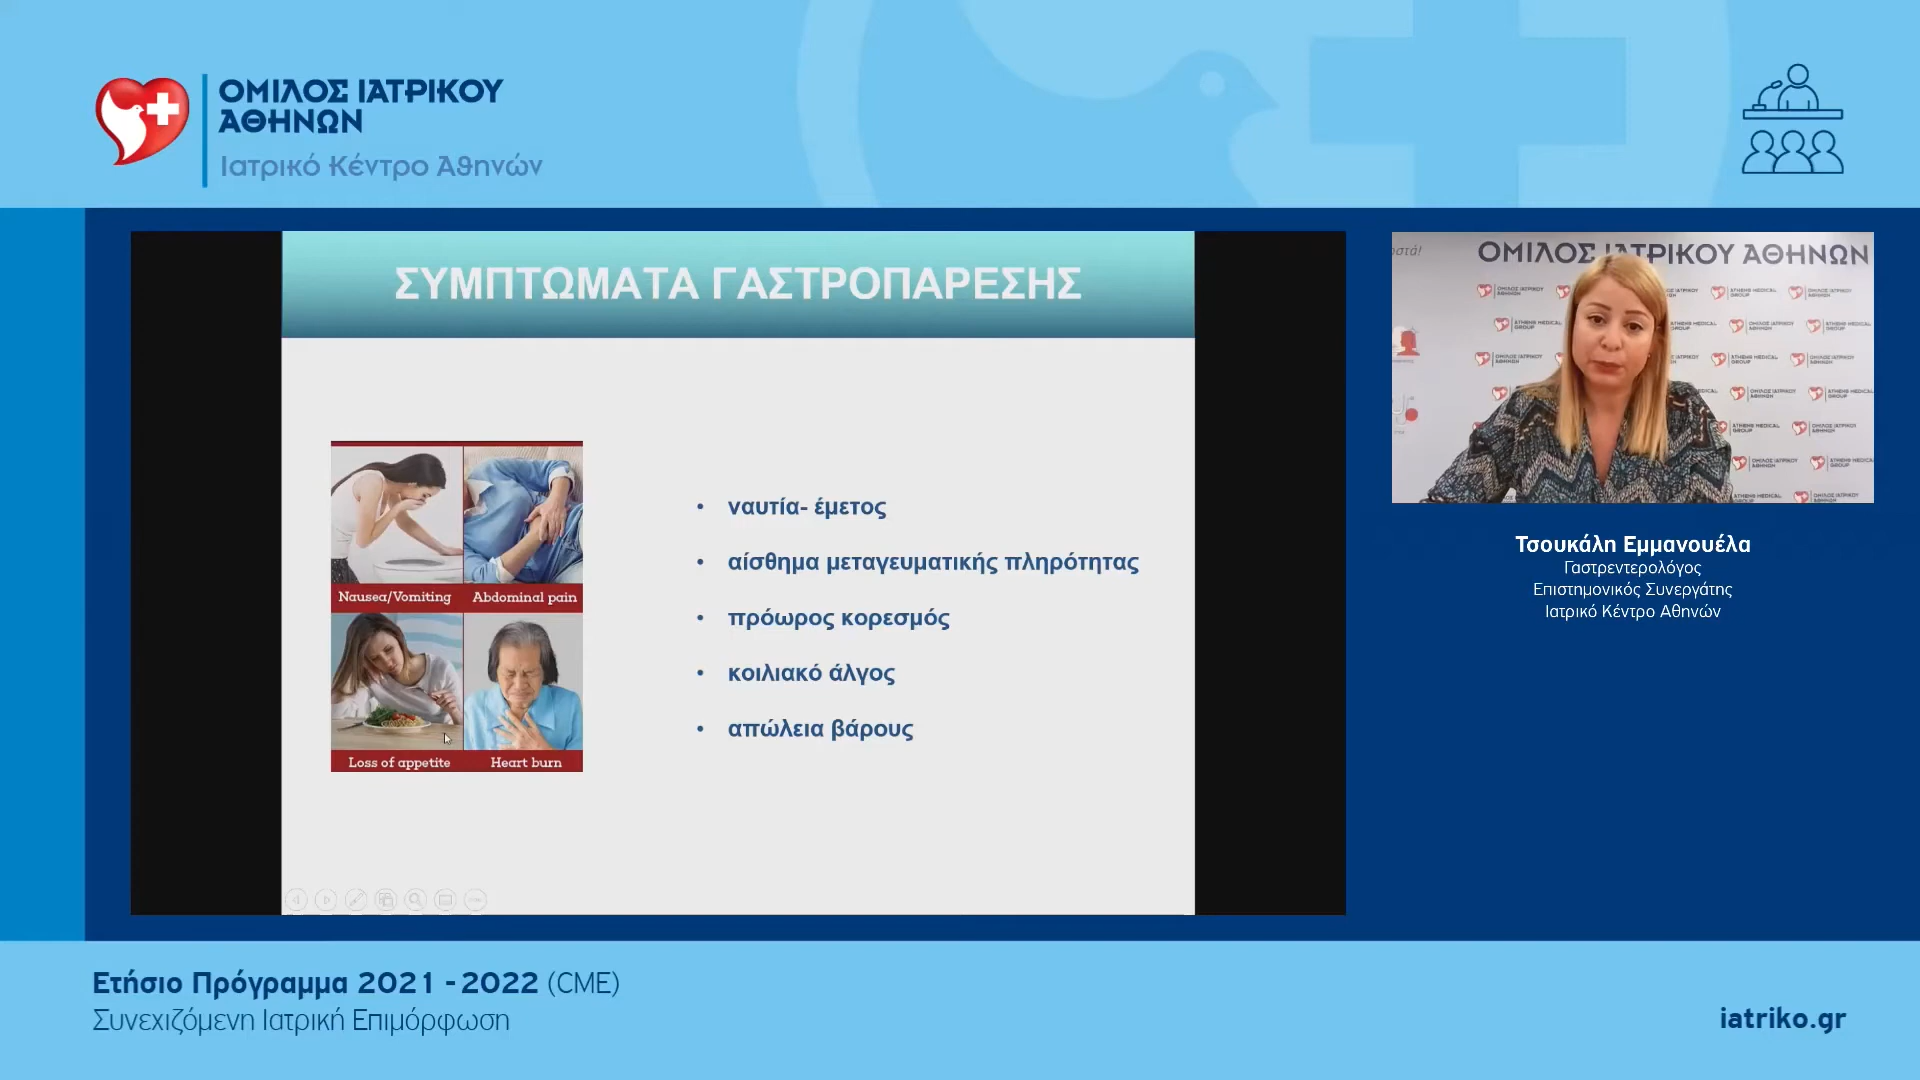 ΟΜΙΛΟΣ ΙΑΤΡΙΚΟΥ
ΑΘΗΝΩΝ
Ιατρικό Κέντρο Αθηνών
ΣΥΜΠΤΩΜΑΤΑ ΓΑΣΤΡΟΠΑΡΕΣΗΣ
Nausea/Vomiting
Abdominal pain
Loss of appetite
Heart burn
• ναυτία- έμετος
• αίσθημα μεταγευματικής πληρότητας
• πρόωρος κορεσμός
• κοιλιακό άλγος
• απώλεια βάρους
ΟΜΙΛΟΣ ΙΑΤΡΙΚΟΥ ΑΘΗΝΩΝ
Τσουκάλη Εμμανουέλα
Γαστρεντερολόγος
Επιστημονικός Συνεργάτης
Ιατρικό Κέντρο Αθηνών
Ετήσιο Πρόγραμμα 2021 - 2022 (CME)
Συνεχιζόμενη Ιατρική Επιμόρφωση
iatriko.gr